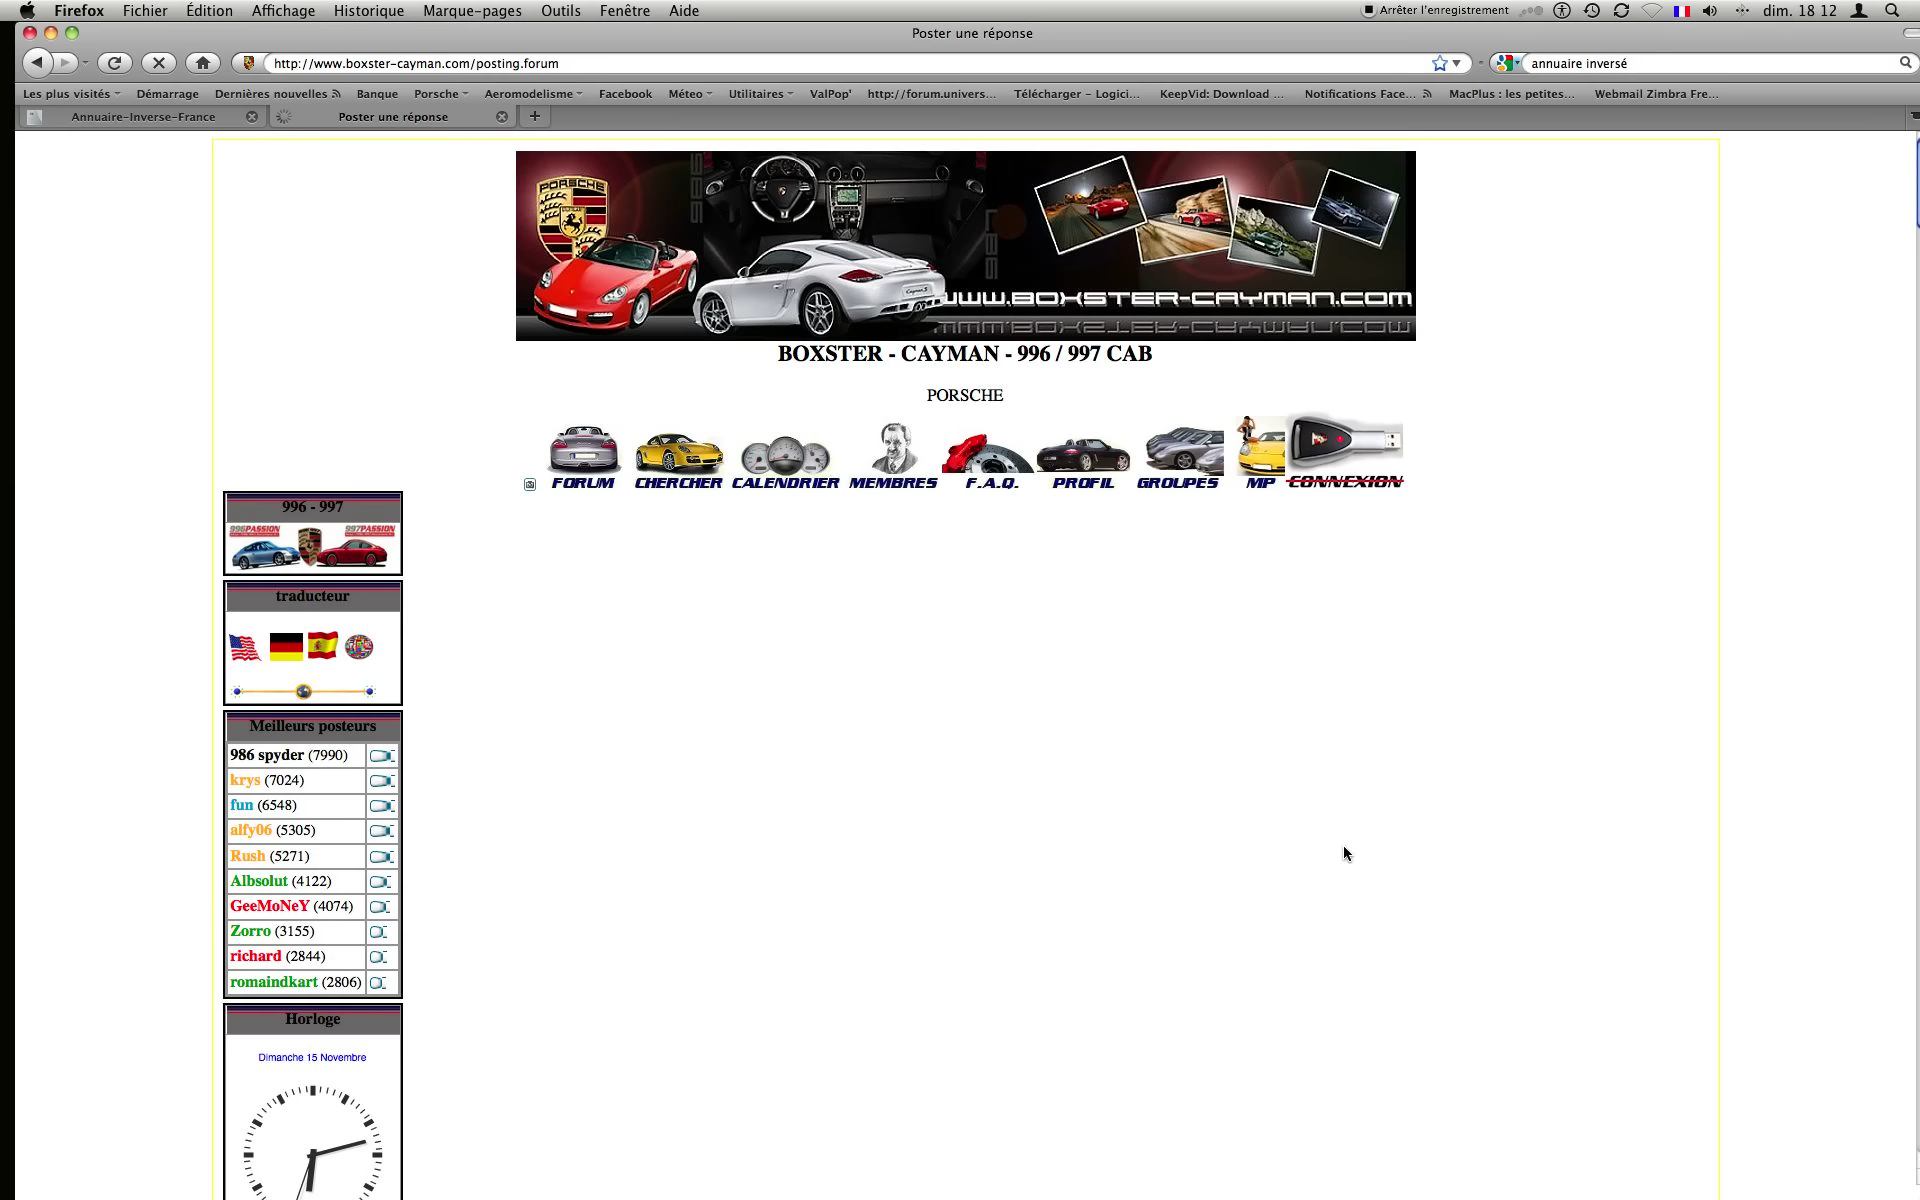 Firefox Fichier Édition Affichage Historique Marque-pages Outils Fenêtre Aide Arrêter l'enregistrement dim. 18 12
Poster une réponse
http://www.boxster-cayman.com/posting.forum annuaire inversé
Les plus visités Démarrage Dernières nouvelles Banque Porsche Aeromodelisme Facebook Météo Utilitaires ValPop' http://forum.univers... Télécharger – Logici... KeepVid: Download ... Notifications Face... MacPlus : les petites... Webmail Zimbra Fre...
Annuaire-Inverse-France Poster une réponse
PORSCHE
Cayman S
WWW.BOXSTER-CAYMAN.COM
BOXSTER - CAYMAN - 996 / 997 CAB
PORSCHE
FORUM CHERCHER CALENDRIER MEMBRES F.A.Q. PROFIL GROUPES MP CONNEXION
996 - 997
996PASSION 997PASSION
traducteur
Meilleurs posteurs
986 spyder (7990)
krys (7024)
fun (6548)
alfy06 (5305)
Rush (5271)
Albsolut (4122)
GeeMoNeY (4074)
Zorro (3155)
richard (2844)
romaindkart (2806)
Horloge
Dimanche 15 Novembre